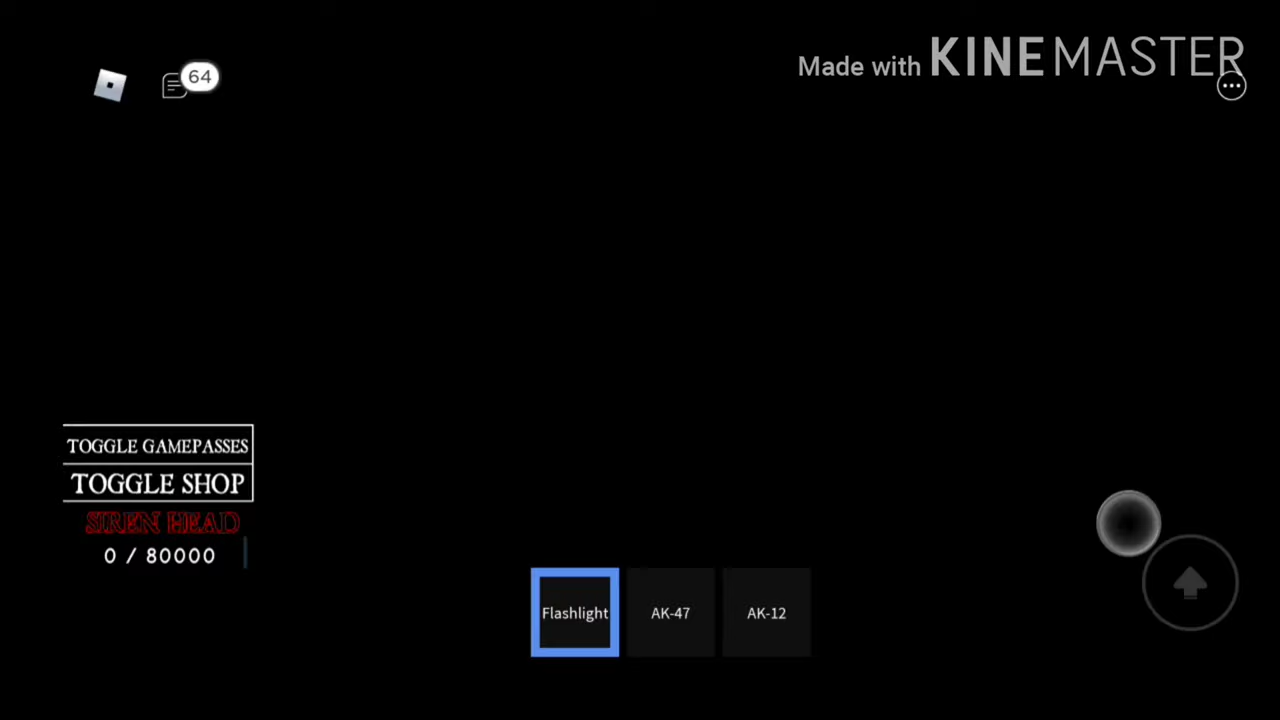 64
Made with KINEMASTER
TOGGLE GAMEPASSES
TOGGLE SHOP
SIREN HEAD
0 / 80000
Flashlight
AK-47
AK-12